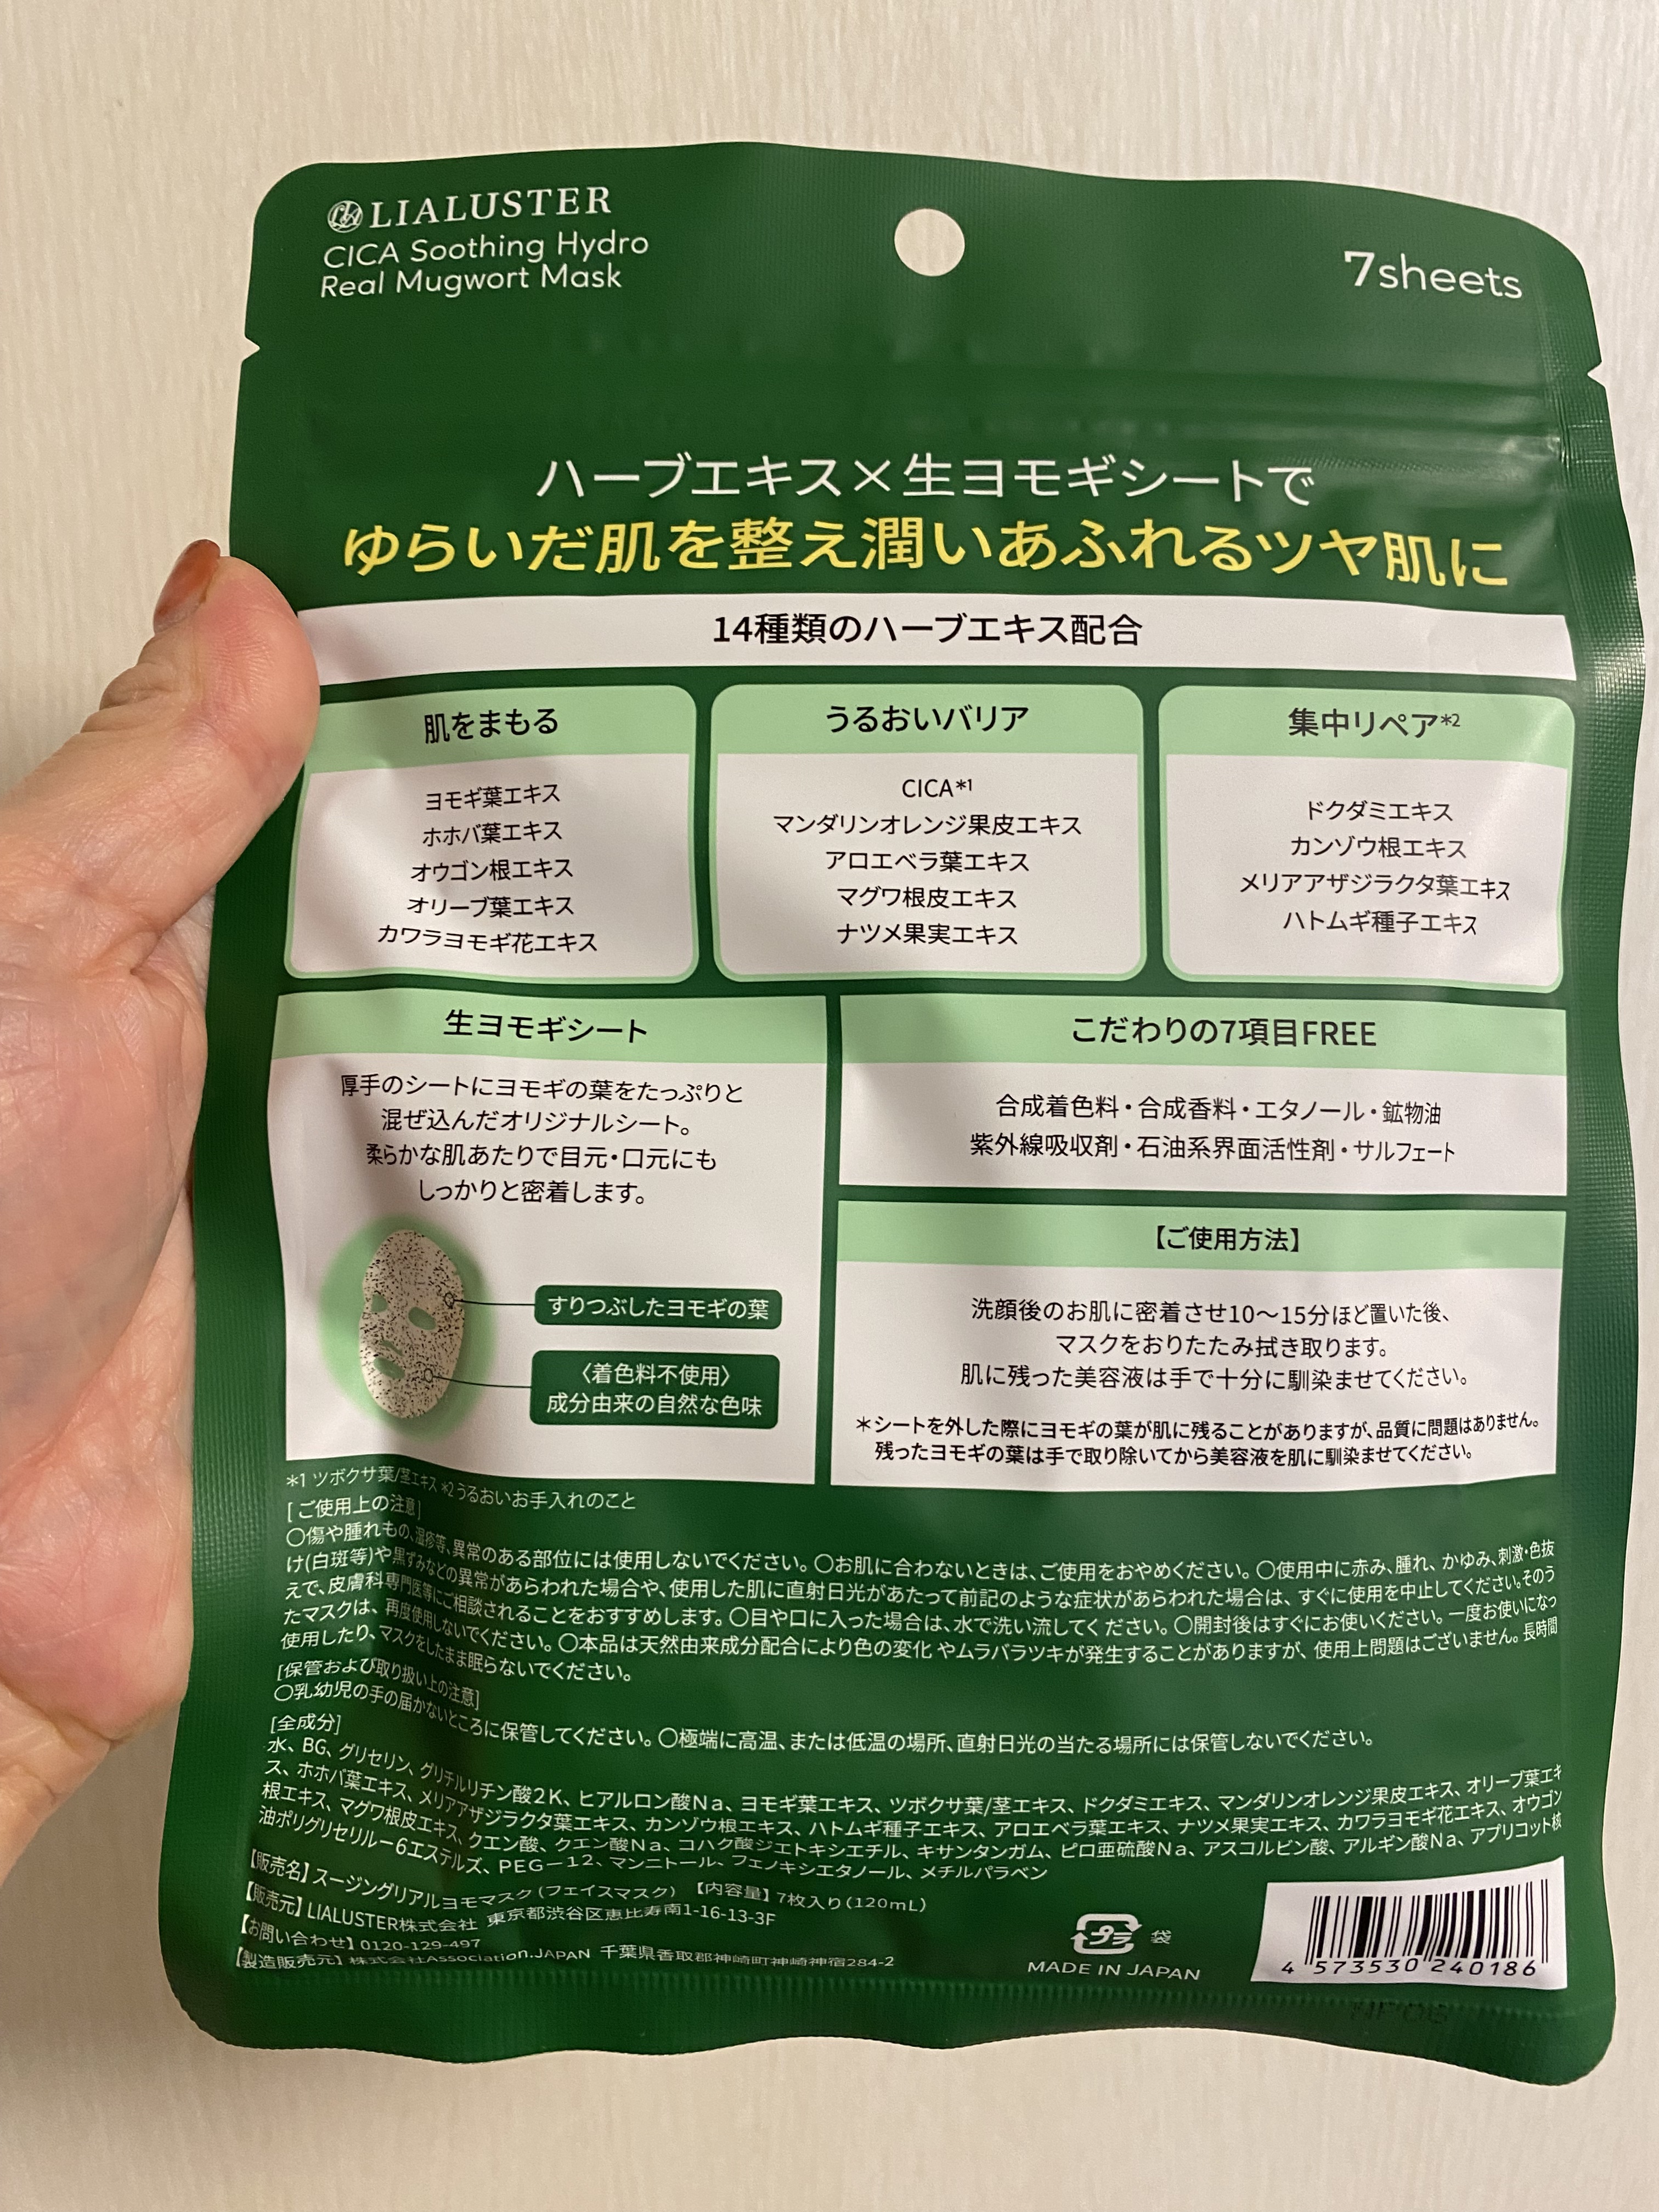 LIALUSTER
CICA Soothing Hydro
Real Mugwort Mask
7sheets
ハーブエキス×生ヨモギシートで
ゆらいだ肌を整え潤いあふれるツヤ肌に
14種類のハーブエキス配合
肌をまもる
ヨモギ葉エキス
ホホバ葉エキス
オウゴン根エキス
オリーブ葉エキス
カワラヨモギ花エキス
うるおいバリア
CICA*1
マンダリンオレンジ果皮エキス
アロエベラ葉エキス
マグワ根皮エキス
ナツメ果実エキス
集中リペア*2
ドクダミエキス
カンゾウ根エキス
メリアアザジラクタ葉エキス
ハトムギ種子エキス
生ヨモギシート
厚手のシートにヨモギの葉をたっぷりと
混ぜ込んだオリジナルシート。
柔らかな肌あたりで目元・口元にも
しっかりと密着します。
すりつぶしたヨモギの葉
〈着色料不使用〉
成分由来の自然な色味
こだわりの7項目FREE
合成着色料・合成香料・エタノール・鉱物油
紫外線吸収剤・石油系界面活性剤・サルフェート
【ご使用方法】
洗顔後のお肌に密着させ10〜15分ほど置いた後、
マスクをおりたたみ拭き取ります。
肌に残った美容液は手で十分に馴染ませてください。
＊シートを外した際にヨモギの葉が肌に残ることがありますが、品質に問題はありません。
残ったヨモギの葉は手で取り除いてから美容液を肌に馴染ませてください。
*1 ツボクサ葉/茎エキス *2うるおいお手入れのこと
[ご使用上の注意]
〇傷や腫れもの、湿疹等、異常のある部位には使用しないでください。〇お肌に合わないときは、ご使用をおやめください。〇使用中に赤み、腫れ、かゆみ、刺激・色抜
け(白斑等)や黒ずみなどの異常があらわれた場合や、使用した肌に直射日光があたって前記のような症状があらわれた場合は、すぐに使用を中止してください。そのう
えで、皮膚科専門医等にご相談されることをおすすめします。〇目や口に入った場合は、水で洗い流してください。〇開封後はすぐにお使いください。一度お使いになっ
たマスクは、再度使用しないでください。〇本品は天然由来成分配合により色の変化 やムラバラツキが発生することがありますが、使用上問題はございません。長時間
使用したり、マスクをしたまま眠らないでください。
[保管および取り扱い上の注意]
〇乳幼児の手の届かないところに保管してください。〇極端に高温、または低温の場所、直射日光の当たる場所には保管しないでください。
[全成分]
水、BG、グリセリン、グリチルリチン酸2K、ヒアルロン酸Na、ヨモギ葉エキス、ツボクサ葉/茎エキス、ドクダミエキス、マンダリンオレンジ果皮エキス、オリーブ葉エキ
ス、ホホバ葉エキス、メリアアザジラクタ葉エキス、カンゾウ根エキス、ハトムギ種子エキス、アロエベラ葉エキス、ナツメ果実エキス、カワラヨモギ花エキス、オウゴン
根エキス、マグワ根皮エキス、クエン酸、クエン酸Na、コハク酸ジエトキシエチル、キサンタンガム、ピロ亜硫酸Na、アスコルビン酸、アルギン酸Na、アプリコット核
油ポリグリセリル－6エステルズ、PEG－12、マンニトール、フェノキシエタノール、メチルパラベン
【販売名】スージングリアルヨモマスク(フェイスマスク) 【内容量】7枚入り(120mL)
【販売元】LIALUSTER株式会社 東京都渋谷区恵比寿南1-16-13-3F
【お問い合わせ】0120-129-497
【製造販売元】株式会社Association.JAPAN 千葉県香取郡神崎町神崎神宿284-2
プラ 袋
MADE IN JAPAN
4 573530 240186